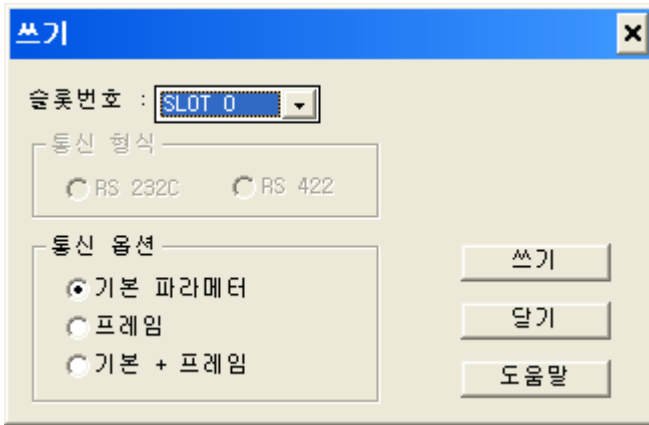 쓰기
슬롯번호 : SLOT 0
통신 형식
RS 232C RS 422
통신 옵션
기본 파라메터
프레임
기본 + 프레임
쓰기
닫기
도움말